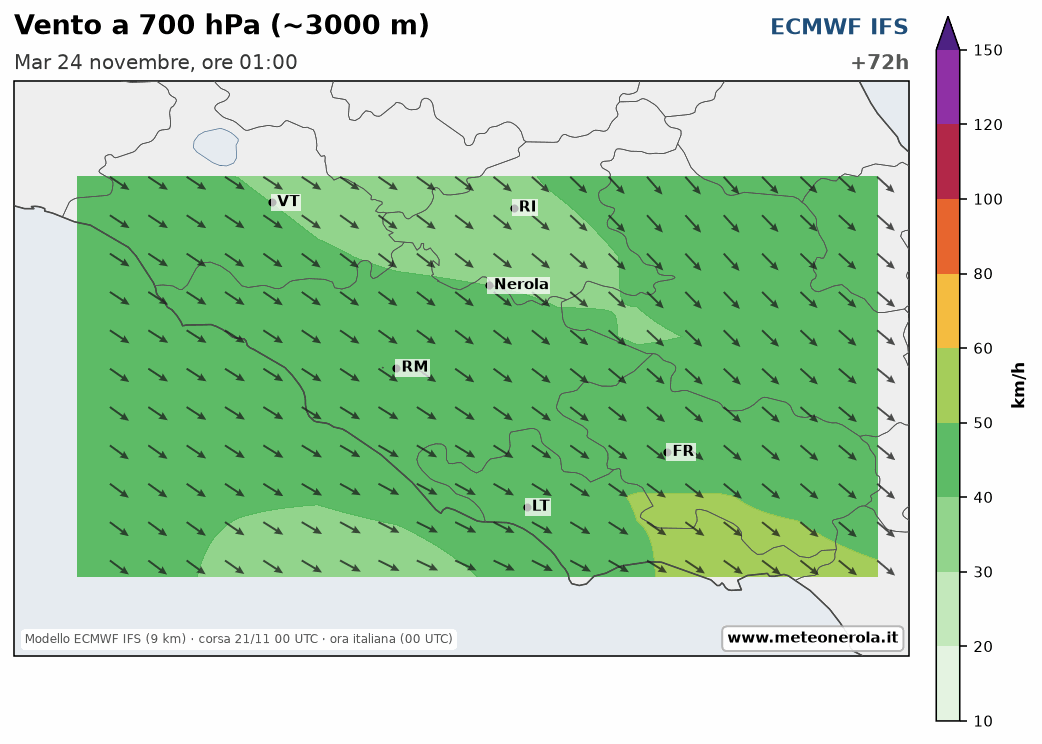 Vento a 700 hPa (~3000 m)
ECMWF IFS
Mar 24 novembre, ore 01:00
+72h
VT
RI
Nerola
RM
FR
LT
Modello ECMWF IFS (9 km) · corsa 21/11 00 UTC · ora italiana (00 UTC)
www.meteonerola.it
150
120
100
80
60
50
40
30
20
10
km/h